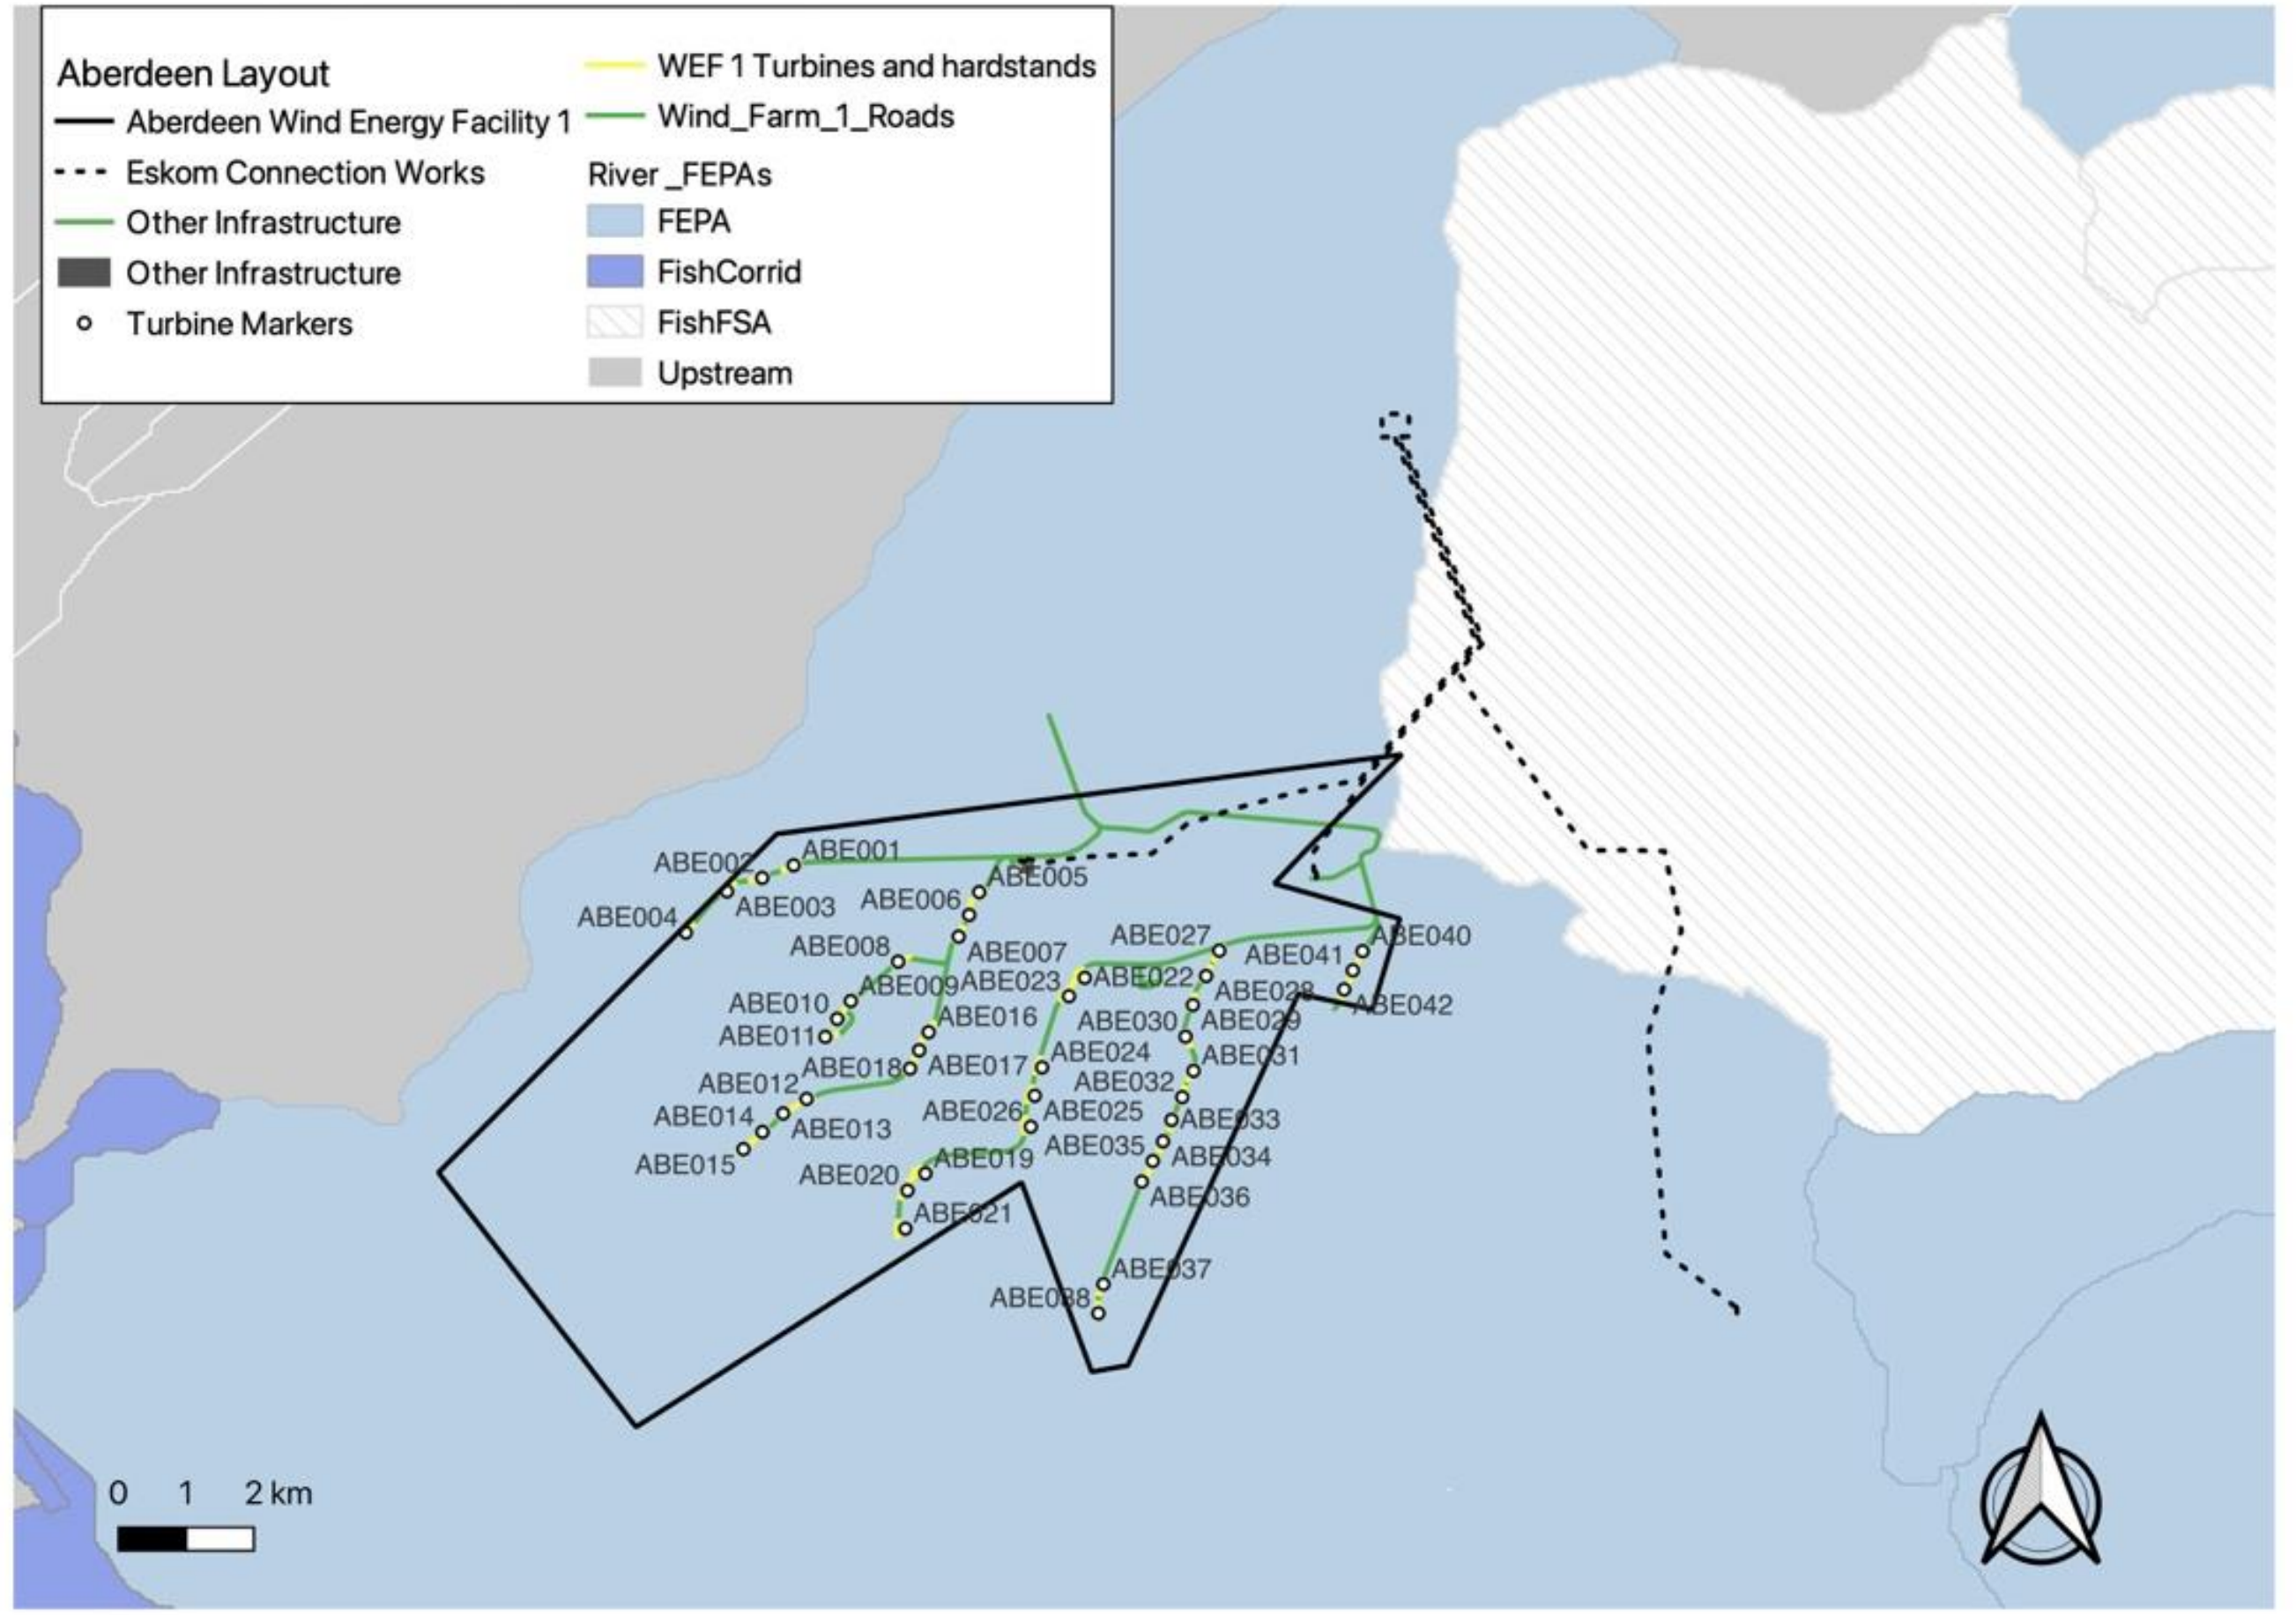 Aberdeen Layout
Aberdeen Wind Energy Facility 1
Eskom Connection Works
Other Infrastructure
Other Infrastructure
Turbine Markers
WEF 1 Turbines and hardstands
Wind_Farm_1_Roads
River _FEPAs
FEPA
FishCorrid
FishFSA
Upstream
ABE001
ABE002
ABE003
ABE004
ABE005
ABE006
ABE007
ABE008
ABE009
ABE010
ABE011
ABE012
ABE013
ABE014
ABE015
ABE016
ABE017
ABE018
ABE019
ABE020
ABE021
ABE022
ABE023
ABE024
ABE025
ABE026
ABE027
ABE028
ABE029
ABE030
ABE031
ABE032
ABE033
ABE034
ABE035
ABE036
ABE037
ABE038
ABE040
ABE041
ABE042
0 1 2 km